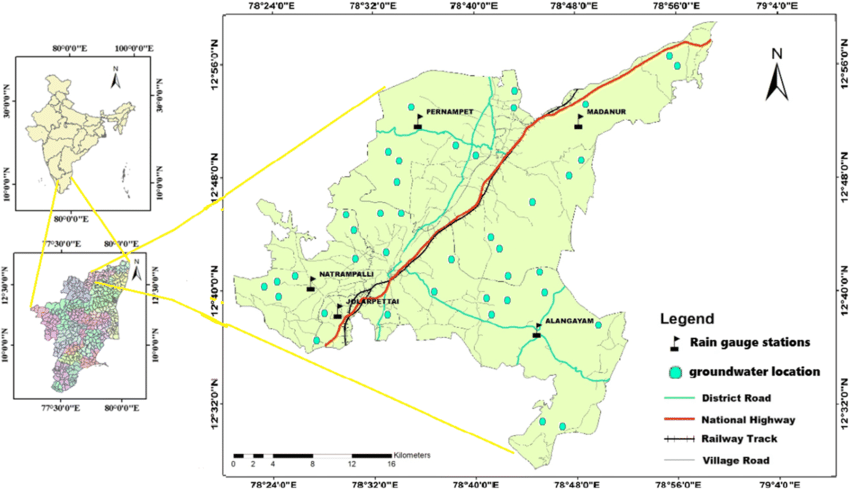 78°24'0"E 78°32'0"E 78°40'0"E 78°48'0"E 78°56'0"E 79°4'0"E
80°0'0"E 100°0'0"E
N
30°0'0"N
10°0'0"N
30°0'0"N
10°0'0"N
80°0'0"E
77°30'0"E 80°0'0"E
N
12°30'0"N
10°0'0"N
12°30'0"N
10°0'0"N
77°30'0"E 80°0'0"E
12°56'0"N
12°48'0"N
12°40'0"N
12°32'0"N
N
PERNAMPET
MADANUR
NATRAMPALLI
JOLARPETTAI
ALANGAYAM
12°56'0"N
12°48'0"N
12°40'0"N
12°32'0"N
Legend
Rain gauge stations
groundwater location
District Road
National Highway
Railway Track
Village Road
Kilometers
0 2 4 8 12 16
78°24'0"E 78°32'0"E 78°40'0"E 78°48'0"E 78°56'0"E 79°4'0"E